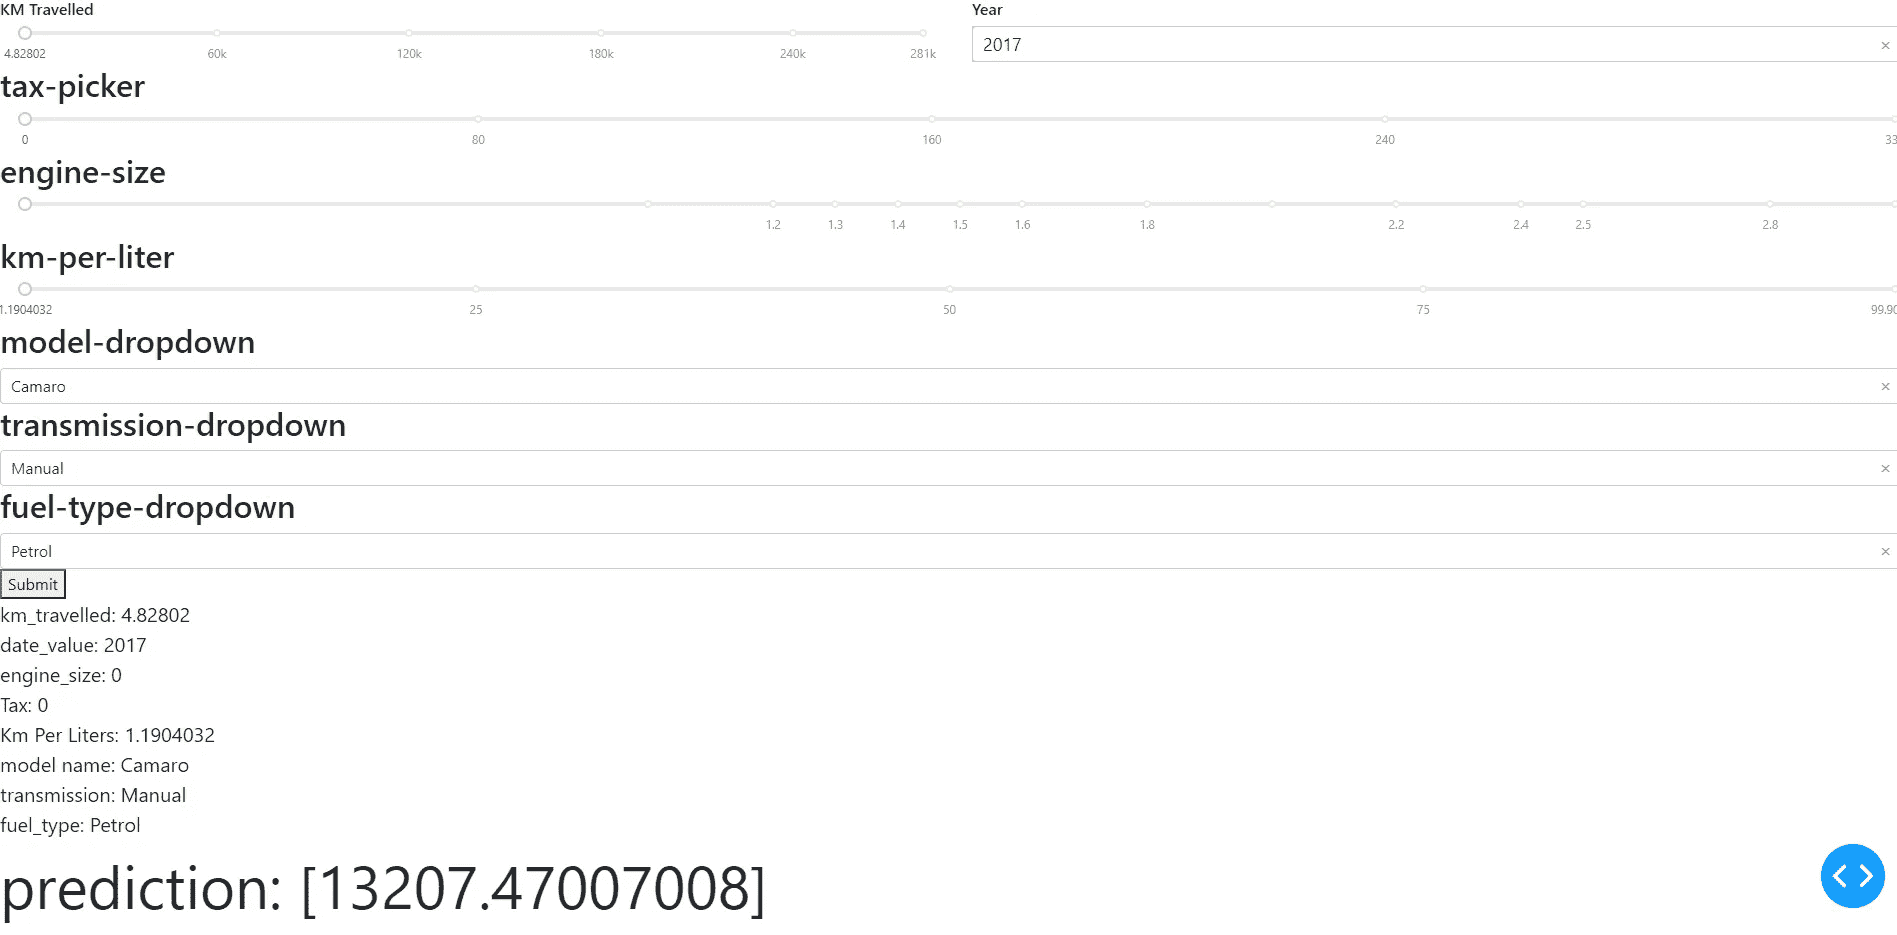 KM Travelled
4.82802 60k 120k 180k 240k 281k
Year
2017 ×
tax-picker
0 80 160 240 33
engine-size
1.2 1.3 1.4 1.5 1.6 1.8 2.2 2.4 2.5 2.8
km-per-liter
1.1904032 25 50 75 99.90
model-dropdown
Camaro ×
transmission-dropdown
Manual ×
fuel-type-dropdown
Petrol ×
Submit
km_travelled: 4.82802
date_value: 2017
engine_size: 0
Tax: 0
Km Per Liters: 1.1904032
model name: Camaro
transmission: Manual
fuel_type: Petrol
prediction: [13207.47007008]